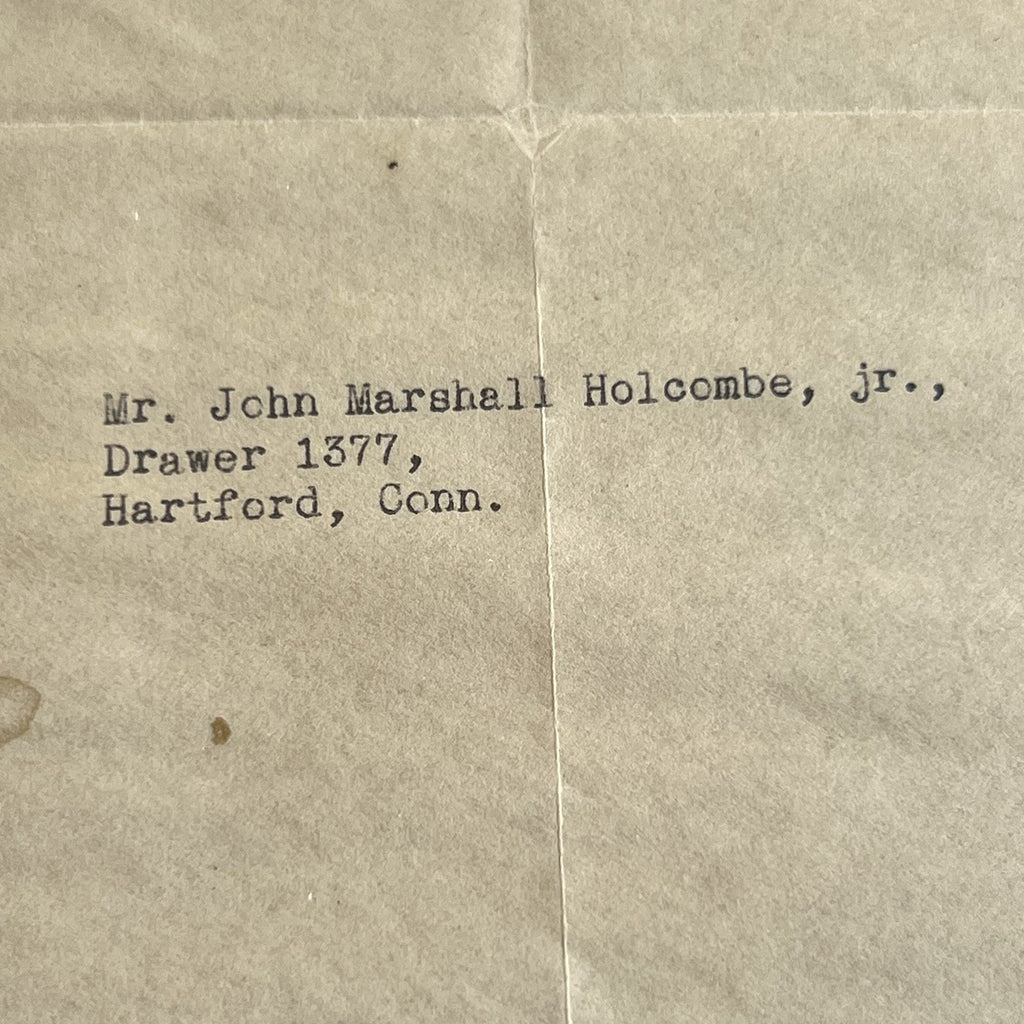 Mr. John Marshall Holcombe, jr.,
Drawer 1377,
Hartford, Conn.